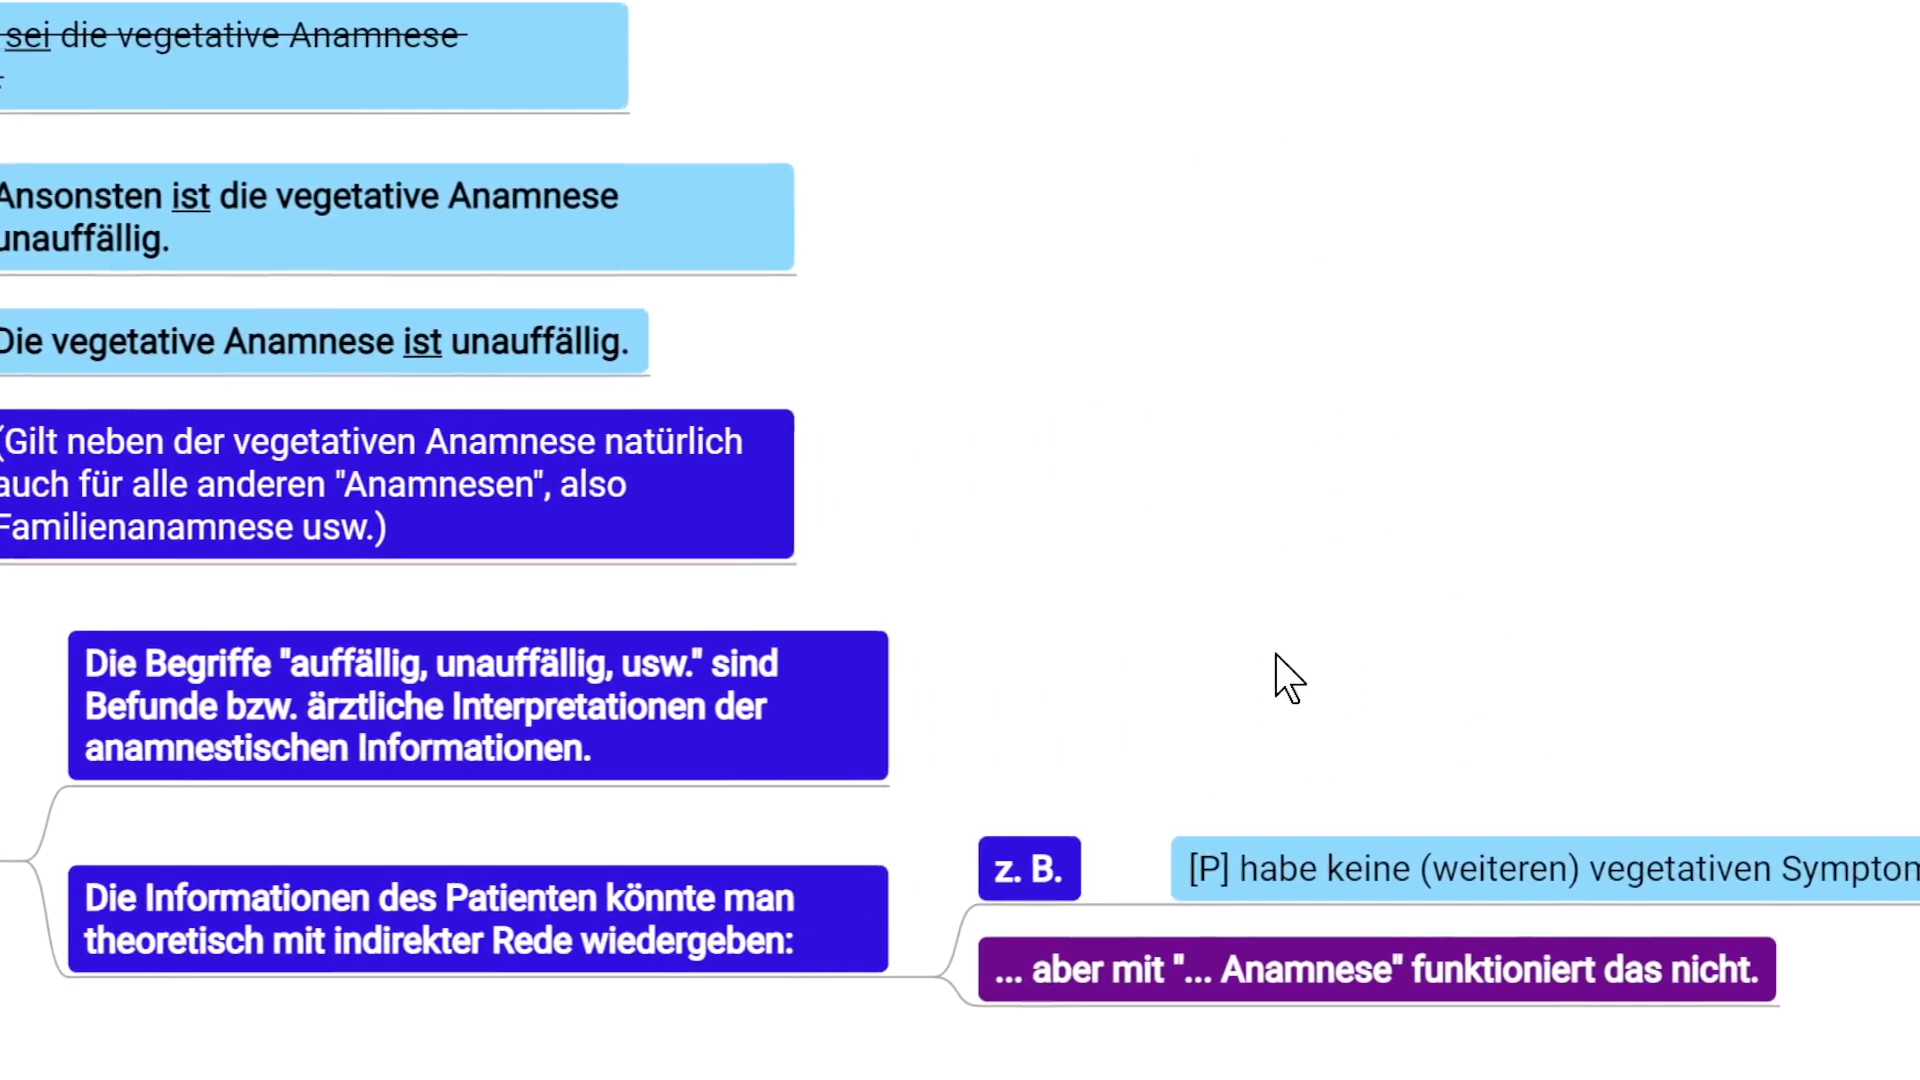 sei die vegetative Anamnese
Ansonsten ist die vegetative Anamnese
unauffällig.
Die vegetative Anamnese ist unauffällig.
(Gilt neben der vegetativen Anamnese natürlich
auch für alle anderen "Anamnesen", also
Familienanamnese usw.)
Die Begriffe "auffällig, unauffällig, usw." sind
Befunde bzw. ärztliche Interpretationen der
anamnestischen Informationen.
Die Informationen des Patienten könnte man
theoretisch mit indirekter Rede wiedergeben:
z. B.
[P] habe keine (weiteren) vegetativen
... aber mit "... Anamnese" funktioniert das nicht.